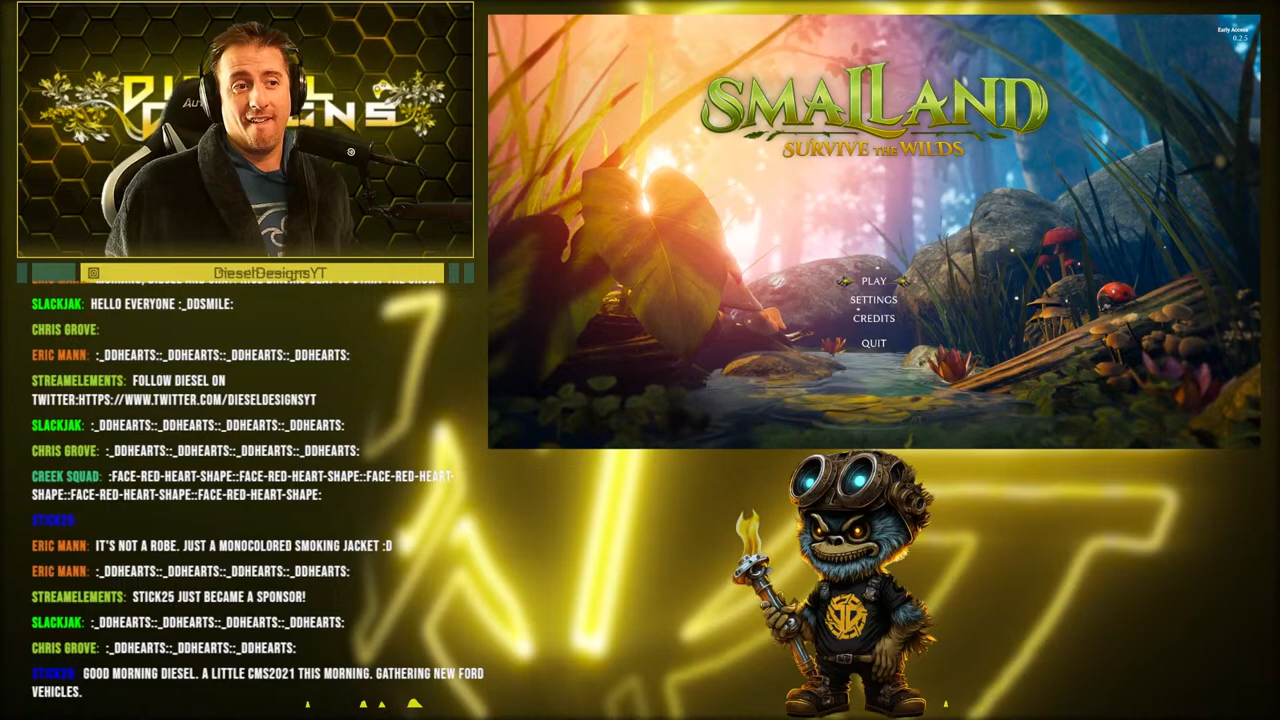 Early Access
0.2.5
SMALLAND
SURVIVE THE WILDS
PLAY
SETTINGS
CREDITS
QUIT
DieselDesignsYT
SLACKJAK: HELLO EVERYONE :_DDSMILE:
CHRIS GROVE:
ERIC MANN: :_DDHEARTS::_DDHEARTS::_DDHEARTS::_DDHEARTS:
STREAMELEMENTS: FOLLOW DIESEL ON
TWITTER:HTTPS://WWW.TWITTER.COM/DIESELDESIGNSYT
SLACKJAK: :_DDHEARTS::_DDHEARTS::_DDHEARTS::_DDHEARTS:
CHRIS GROVE: :_DDHEARTS::_DDHEARTS::_DDHEARTS::_DDHEARTS:
CREEK SQUAD: :FACE-RED-HEART-SHAPE::FACE-RED-HEART-SHAPE::FACE-RED-HEART-
SHAPE::FACE-RED-HEART-SHAPE::FACE-RED-HEART-SHAPE:
STICK25:
ERIC MANN: IT'S NOT A ROBE. JUST A MONOCOLORED SMOKING JACKET :D
ERIC MANN: :_DDHEARTS::_DDHEARTS::_DDHEARTS::_DDHEARTS:
STREAMELEMENTS: STICK25 JUST BECAME A SPONSOR!
SLACKJAK: :_DDHEARTS::_DDHEARTS::_DDHEARTS::_DDHEARTS:
CHRIS GROVE: :_DDHEARTS::_DDHEARTS::_DDHEARTS:
STICK25: GOOD MORNING DIESEL. A LITTLE CMS2021 THIS MORNING. GATHERING NEW FORD
VEHICLES.